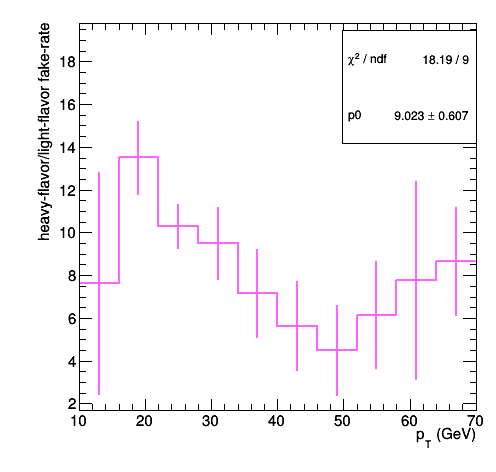 heavy-flavor/light-flavor fake-rate
χ² / ndf 18.19 / 9
p0 9.023 ± 0.607
18
16
14
12
10
8
6
4
2
10 20 30 40 50 60 70
p_T (GeV)